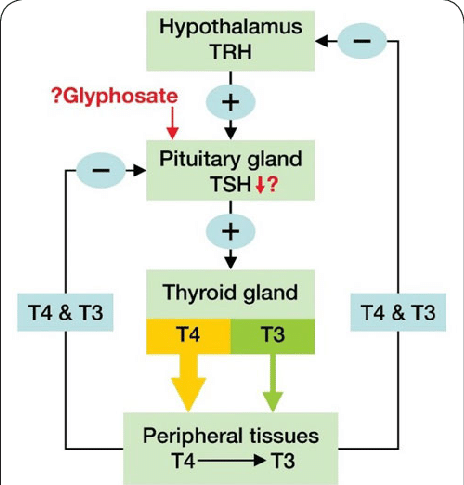 Hypothalamus
TRH
−
?Glyphosate
+
Pituitary gland
TSH↓?
−
+
Thyroid gland
T4 & T3
T4 & T3
T4
T3
Peripheral tissues
T4 → T3